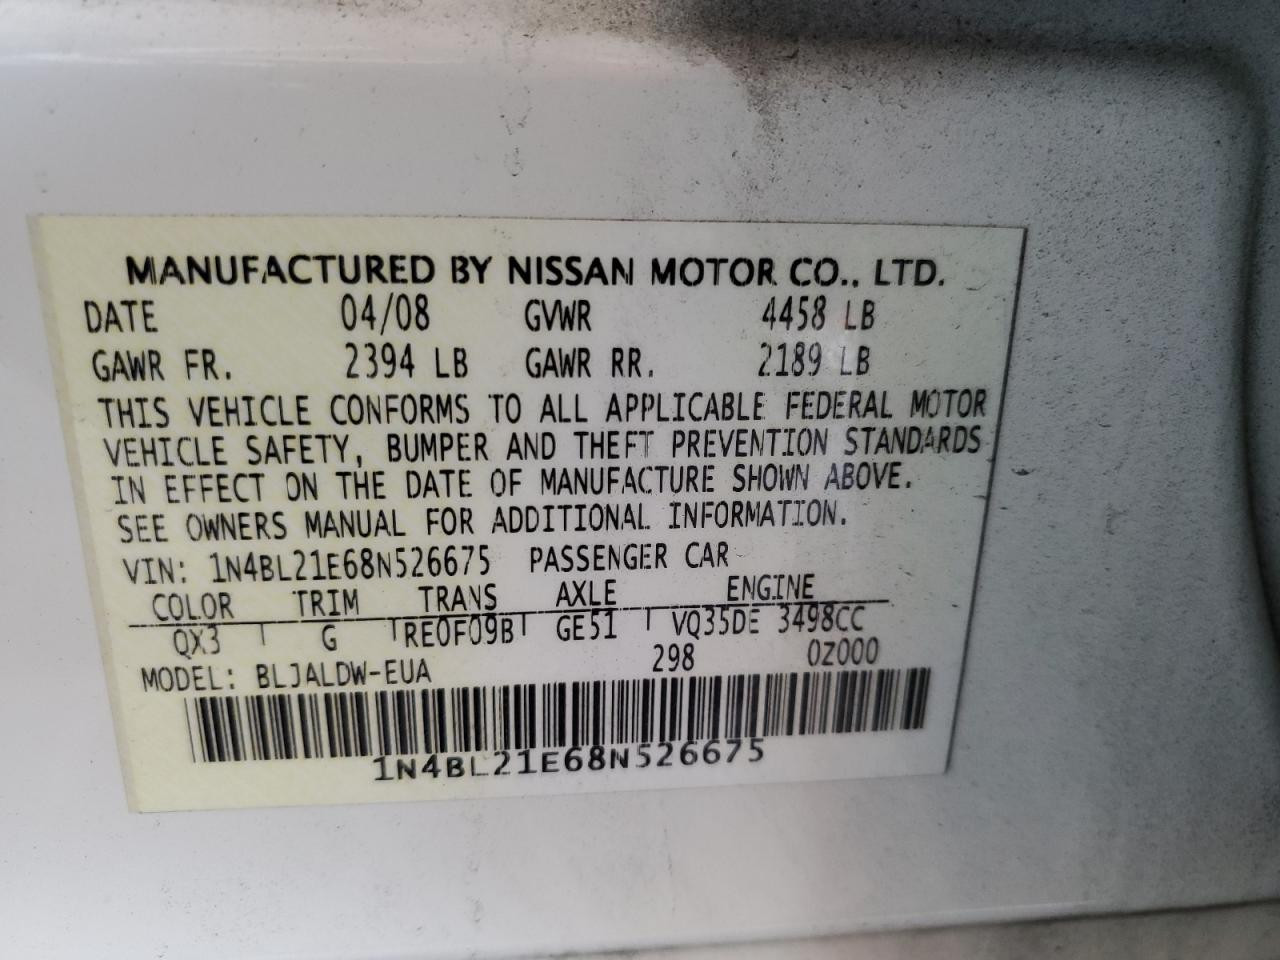 MANUFACTURED BY NISSAN MOTOR CO., LTD.
DATE 04/08 GVWR 4458 LB
GAWR FR. 2394 LB GAWR RR. 2189 LB
THIS VEHICLE CONFORMS TO ALL APPLICABLE FEDERAL MOTOR
VEHICLE SAFETY, BUMPER AND THEFT PREVENTION STANDARDS
IN EFFECT ON THE DATE OF MANUFACTURE SHOWN ABOVE.
SEE OWNERS MANUAL FOR ADDITIONAL INFORMATION.
VIN: 1N4BL21E68N526675 PASSENGER CAR
COLOR TRIM TRANS AXLE ENGINE
QX3 G RE0F09B GE51 VQ35DE 3498CC
MODEL: BLJALDW-EUA 298 0Z000
1N4BL21E68N526675